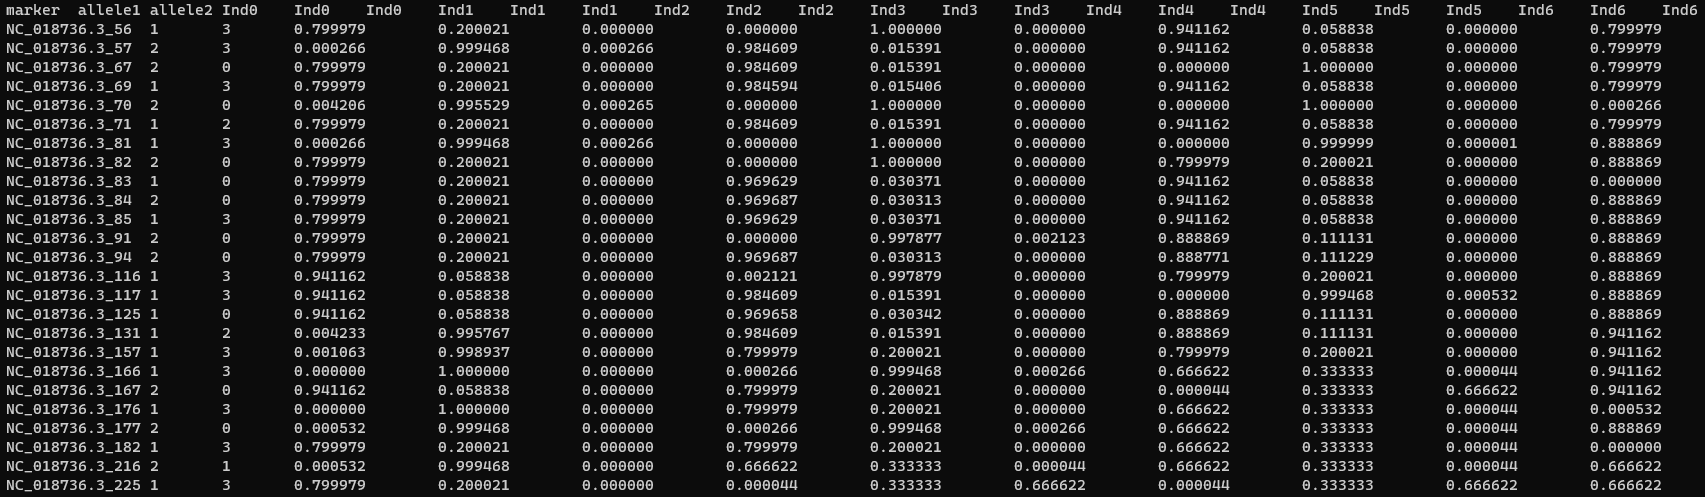 marker allele1 allele2 Ind0 Ind0 Ind0 Ind1 Ind1 Ind1 Ind2 Ind2 Ind2 Ind3 Ind3 Ind3 Ind4 Ind4 Ind4 Ind5 Ind5 Ind5 Ind6 Ind6 Ind6
NC_018736.3_56 1 3 0.799979 0.200021 0.000000 0.000000 1.000000 0.000000 0.941162 0.058838 0.000000 0.799979
NC_018736.3_57 2 3 0.000266 0.999468 0.000266 0.984609 0.015391 0.000000 0.941162 0.058838 0.000000 0.799979
NC_018736.3_67 2 0 0.799979 0.200021 0.000000 0.984609 0.015391 0.000000 0.000000 1.000000 0.000000 0.799979
NC_018736.3_69 1 3 0.799979 0.200021 0.000000 0.984594 0.015406 0.000000 0.941162 0.058838 0.000000 0.799979
NC_018736.3_70 2 0 0.004206 0.995529 0.000265 0.000000 1.000000 0.000000 0.000000 1.000000 0.000000 0.000266
NC_018736.3_71 1 2 0.799979 0.200021 0.000000 0.984609 0.015391 0.000000 0.941162 0.058838 0.000000 0.799979
NC_018736.3_81 1 3 0.000266 0.999468 0.000266 0.000000 1.000000 0.000000 0.000000 0.999999 0.000001 0.888869
NC_018736.3_82 2 0 0.799979 0.200021 0.000000 0.000000 1.000000 0.000000 0.799979 0.200021 0.000000 0.888869
NC_018736.3_83 1 0 0.799979 0.200021 0.000000 0.969629 0.030371 0.000000 0.941162 0.058838 0.000000 0.000000
NC_018736.3_84 2 0 0.799979 0.200021 0.000000 0.969687 0.030313 0.000000 0.941162 0.058838 0.000000 0.888869
NC_018736.3_85 1 3 0.799979 0.200021 0.000000 0.969629 0.030371 0.000000 0.941162 0.058838 0.000000 0.888869
NC_018736.3_91 2 0 0.799979 0.200021 0.000000 0.000000 0.997877 0.002123 0.888869 0.111131 0.000000 0.888869
NC_018736.3_94 2 0 0.799979 0.200021 0.000000 0.969687 0.030313 0.000000 0.888771 0.111229 0.000000 0.888869
NC_018736.3_116 1 3 0.941162 0.058838 0.000000 0.002121 0.997879 0.000000 0.799979 0.200021 0.000000 0.888869
NC_018736.3_117 1 3 0.941162 0.058838 0.000000 0.984609 0.015391 0.000000 0.000000 0.999468 0.000532 0.888869
NC_018736.3_125 1 0 0.941162 0.058838 0.000000 0.969658 0.030342 0.000000 0.888869 0.111131 0.000000 0.888869
NC_018736.3_131 1 2 0.004233 0.995767 0.000000 0.984609 0.015391 0.000000 0.888869 0.111131 0.000000 0.941162
NC_018736.3_157 1 3 0.001063 0.998937 0.000000 0.799979 0.200021 0.000000 0.799979 0.200021 0.000000 0.941162
NC_018736.3_166 1 3 0.000000 1.000000 0.000000 0.000266 0.999468 0.000266 0.666622 0.333333 0.000044 0.941162
NC_018736.3_167 2 0 0.941162 0.058838 0.000000 0.799979 0.200021 0.000000 0.000044 0.333333 0.666622 0.941162
NC_018736.3_176 1 3 0.000000 1.000000 0.000000 0.799979 0.200021 0.000000 0.666622 0.333333 0.000044 0.000532
NC_018736.3_177 2 0 0.000532 0.999468 0.000000 0.000266 0.999468 0.000266 0.666622 0.333333 0.000044 0.888869
NC_018736.3_182 1 3 0.799979 0.200021 0.000000 0.799979 0.200021 0.000000 0.666622 0.333333 0.000044 0.000000
NC_018736.3_216 2 1 0.000532 0.999468 0.000000 0.666622 0.333333 0.000044 0.666622 0.333333 0.000044 0.666622
NC_018736.3_225 1 3 0.799979 0.200021 0.000000 0.000044 0.333333 0.666622 0.000044 0.333333 0.666622 0.666622